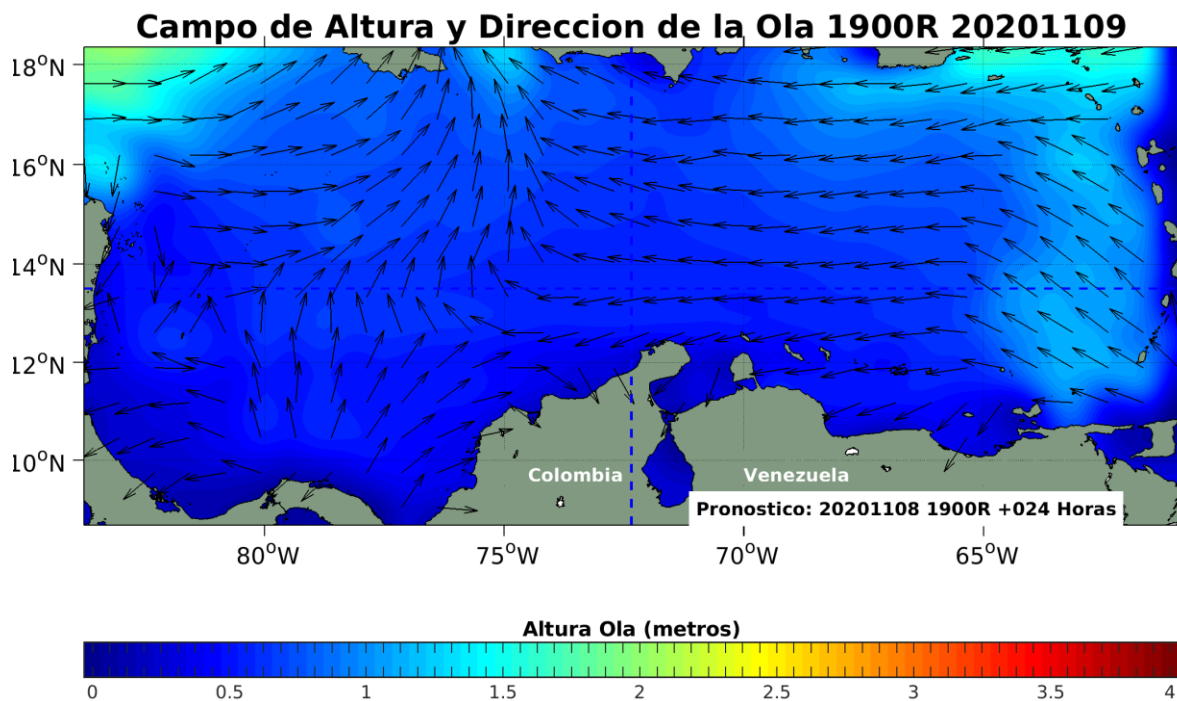 Campo de Altura y Direccion de la Ola 1900R 20201109
18°N
16°N
14°N
12°N
10°N
Colombia
Venezuela
Pronostico: 20201108 1900R +024 Horas
80°W
75°W
70°W
65°W
Altura Ola (metros)
0 0.5 1 1.5 2 2.5 3 3.5 4